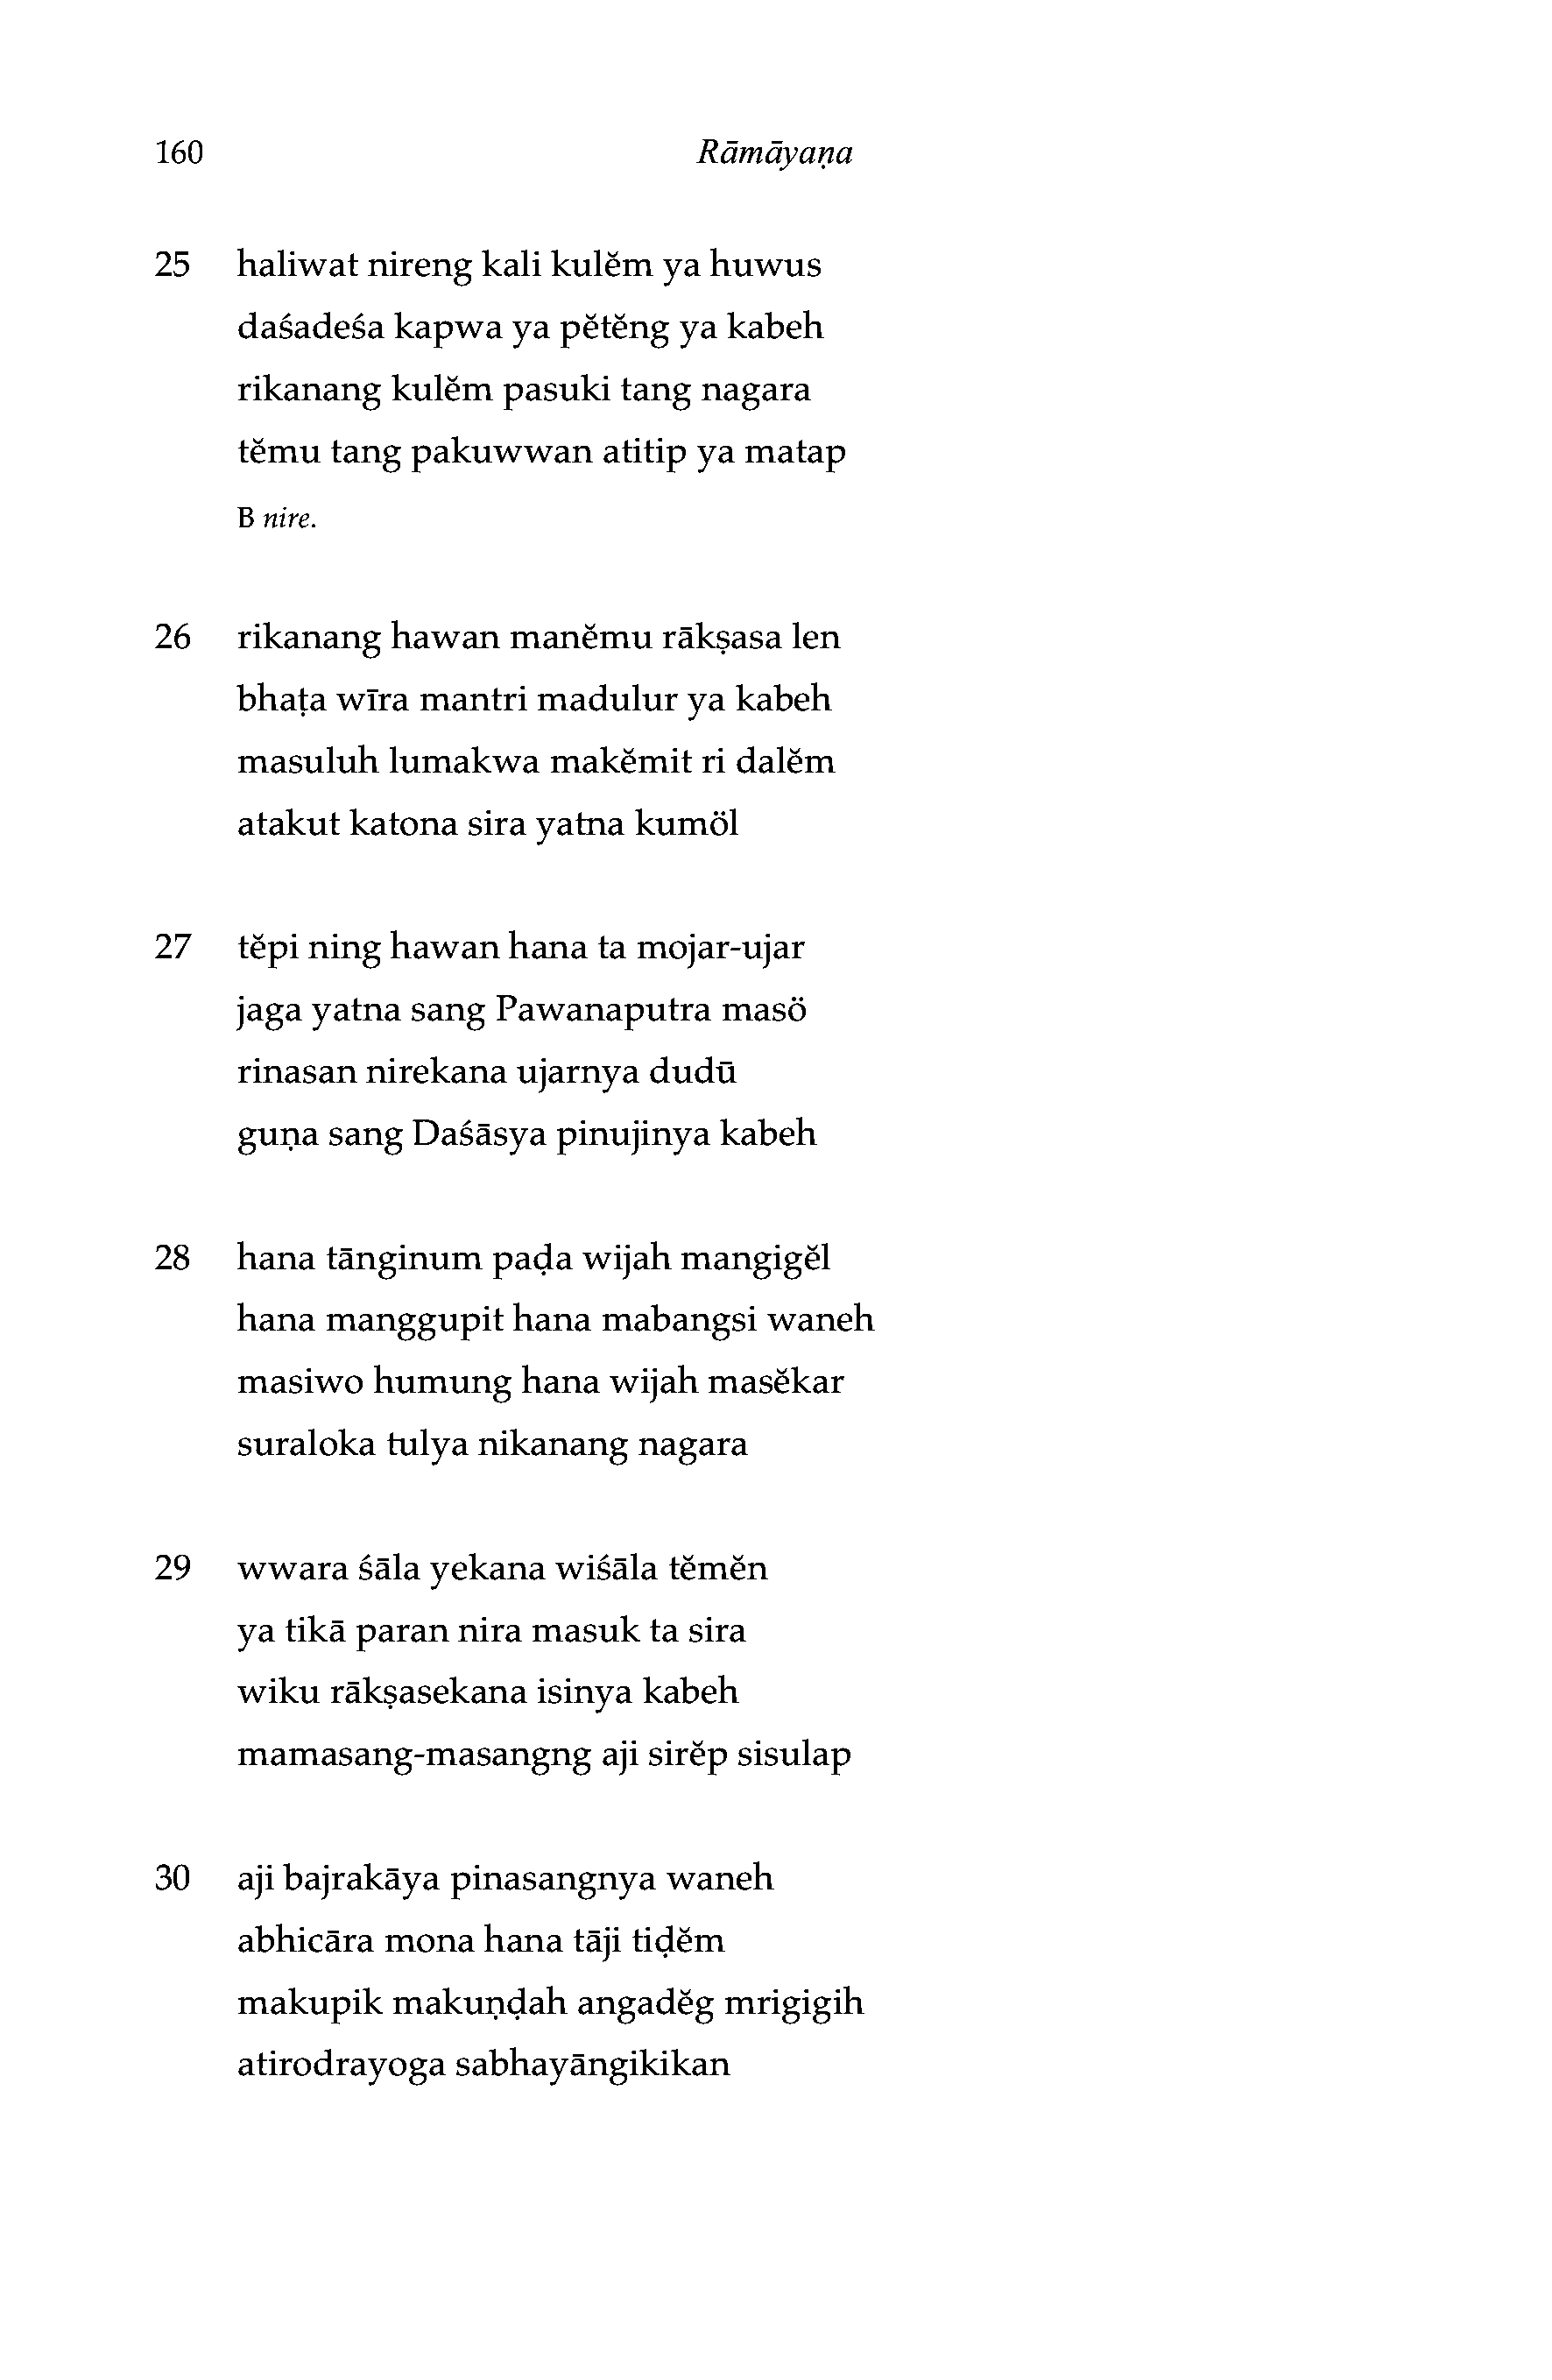 160 Rāmāyaṇa
25 haliwat nireng kali kulĕm ya huwus
daśadeśa kapwa ya pĕtĕng ya kabeh
rikanang kulĕm pasuki tang nagara
tĕmu tang pakuwwan atitip ya matap
B nire.
26 rikanang hawan manĕmu rākṣasa len
bhaṭa wīra mantri madulur ya kabeh
masuluh lumakwa makĕmit ri dalĕm
atakut katona sira yatna kumöl
27 tĕpi ning hawan hana ta mojar-ujar
jaga yatna sang Pawanaputra masö
rinasan nirekana ujarnya dudū
guṇa sang Daśāsya pinujinya kabeh
28 hana tānginum paḍa wijah mangigĕl
hana manggupit hana mabangsi waneh
masiwo humung hana wijah masĕkar
suraloka tulya nikanang nagara
29 wwara śāla yekana wiśāla tĕmĕn
ya tikā paran nira masuk ta sira
wiku rākṣasekana isinya kabeh
mamasang-masangng aji sirĕp sisulap
30 aji bajrakāya pinasangnya waneh
abhicāra mona hana tāji tiḍĕm
makupik makuṇḍah angadĕg mrigigih
atirodrayoga sabhayāngikikan